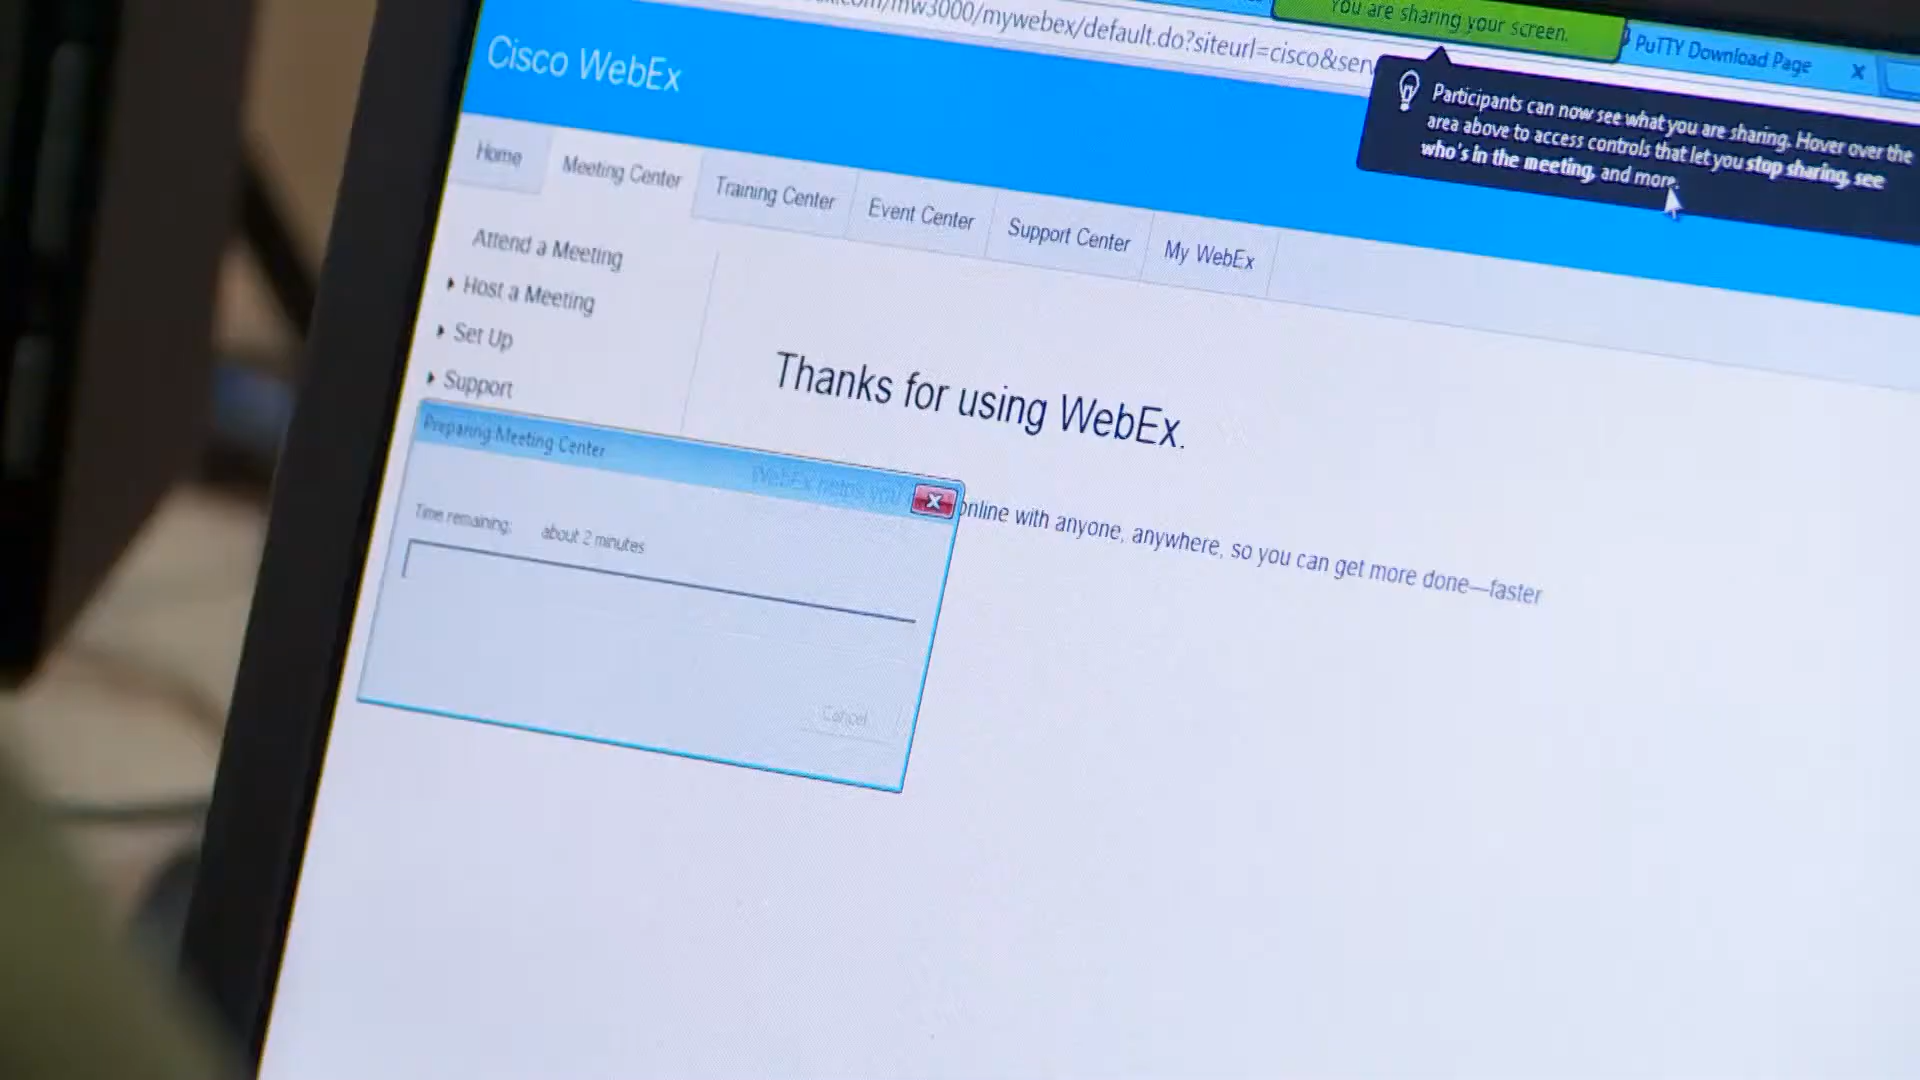 You are sharing your screen.
/mw3000/mywebex/default.do?siteurl=cisco&serv
PuTTY Download Page
Cisco WebEx
Participants can now see what you are sharing. Hover over the
area above to access controls that let you stop sharing, see
who's in the meeting, and more.
Home
Meeting Center
Training Center
Event Center
Support Center
My WebEx
Attend a Meeting
Host a Meeting
Set Up
Support
Thanks for using WebEx.
Preparing Meeting Center
WebEx helps you
online with anyone, anywhere, so you can get more done—faster
Time remaining: about 2 minutes
Cancel